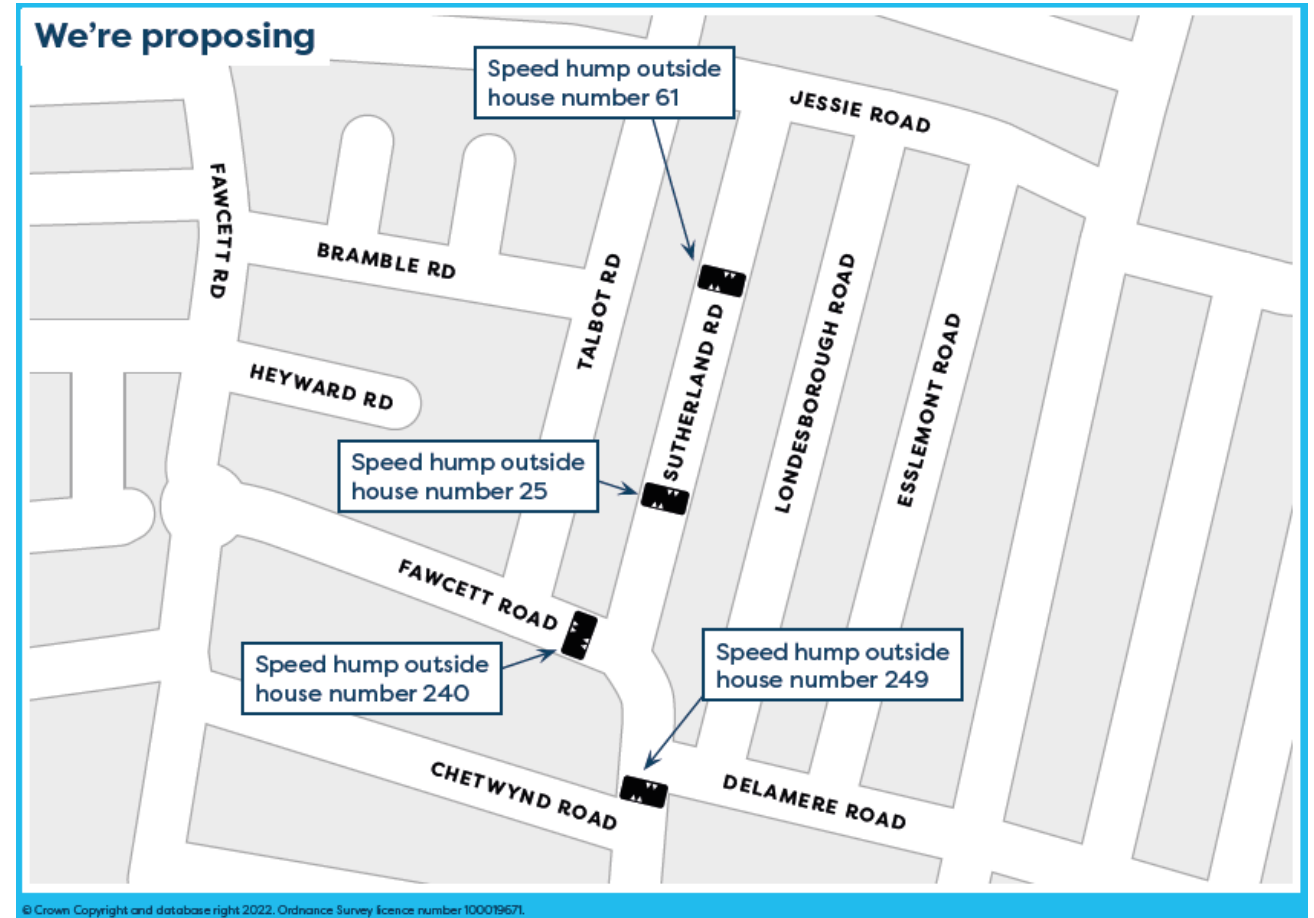 We're proposing
Speed hump outside
house number 61
JESSIE ROAD
FAWCETT RD
BRAMBLE RD
TALBOT RD
SUTHERLAND RD
LONDESBOROUGH ROAD
ESSLEMONT ROAD
HEYWARD RD
Speed hump outside
house number 25
FAWCETT ROAD
Speed hump outside
house number 240
Speed hump outside
house number 249
CHETWYND ROAD
DELAMERE ROAD
© Crown Copyright and database right 2022. Ordnance Survey licence number 100019671.